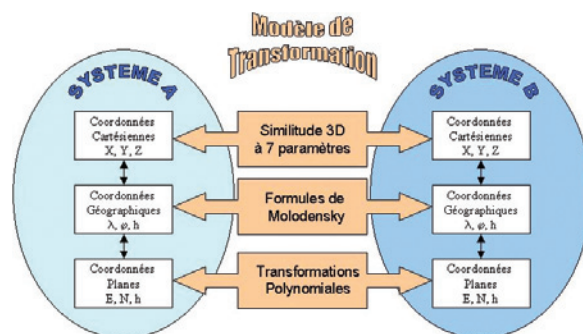 Modèle de
Transformation
SYSTEME A
Coordonnées
Cartésiennes
X, Y, Z
Coordonnées
Géographiques
λ, φ, h
Coordonnées
Planes
E, N, h
Similitude 3D
à 7 paramètres
Formules de
Molodensky
Transformations
Polynomiales
SYSTEME B
Coordonnées
Cartésiennes
X, Y, Z
Coordonnées
Géographiques
λ, φ, h
Coordonnées
Planes
E, N, h